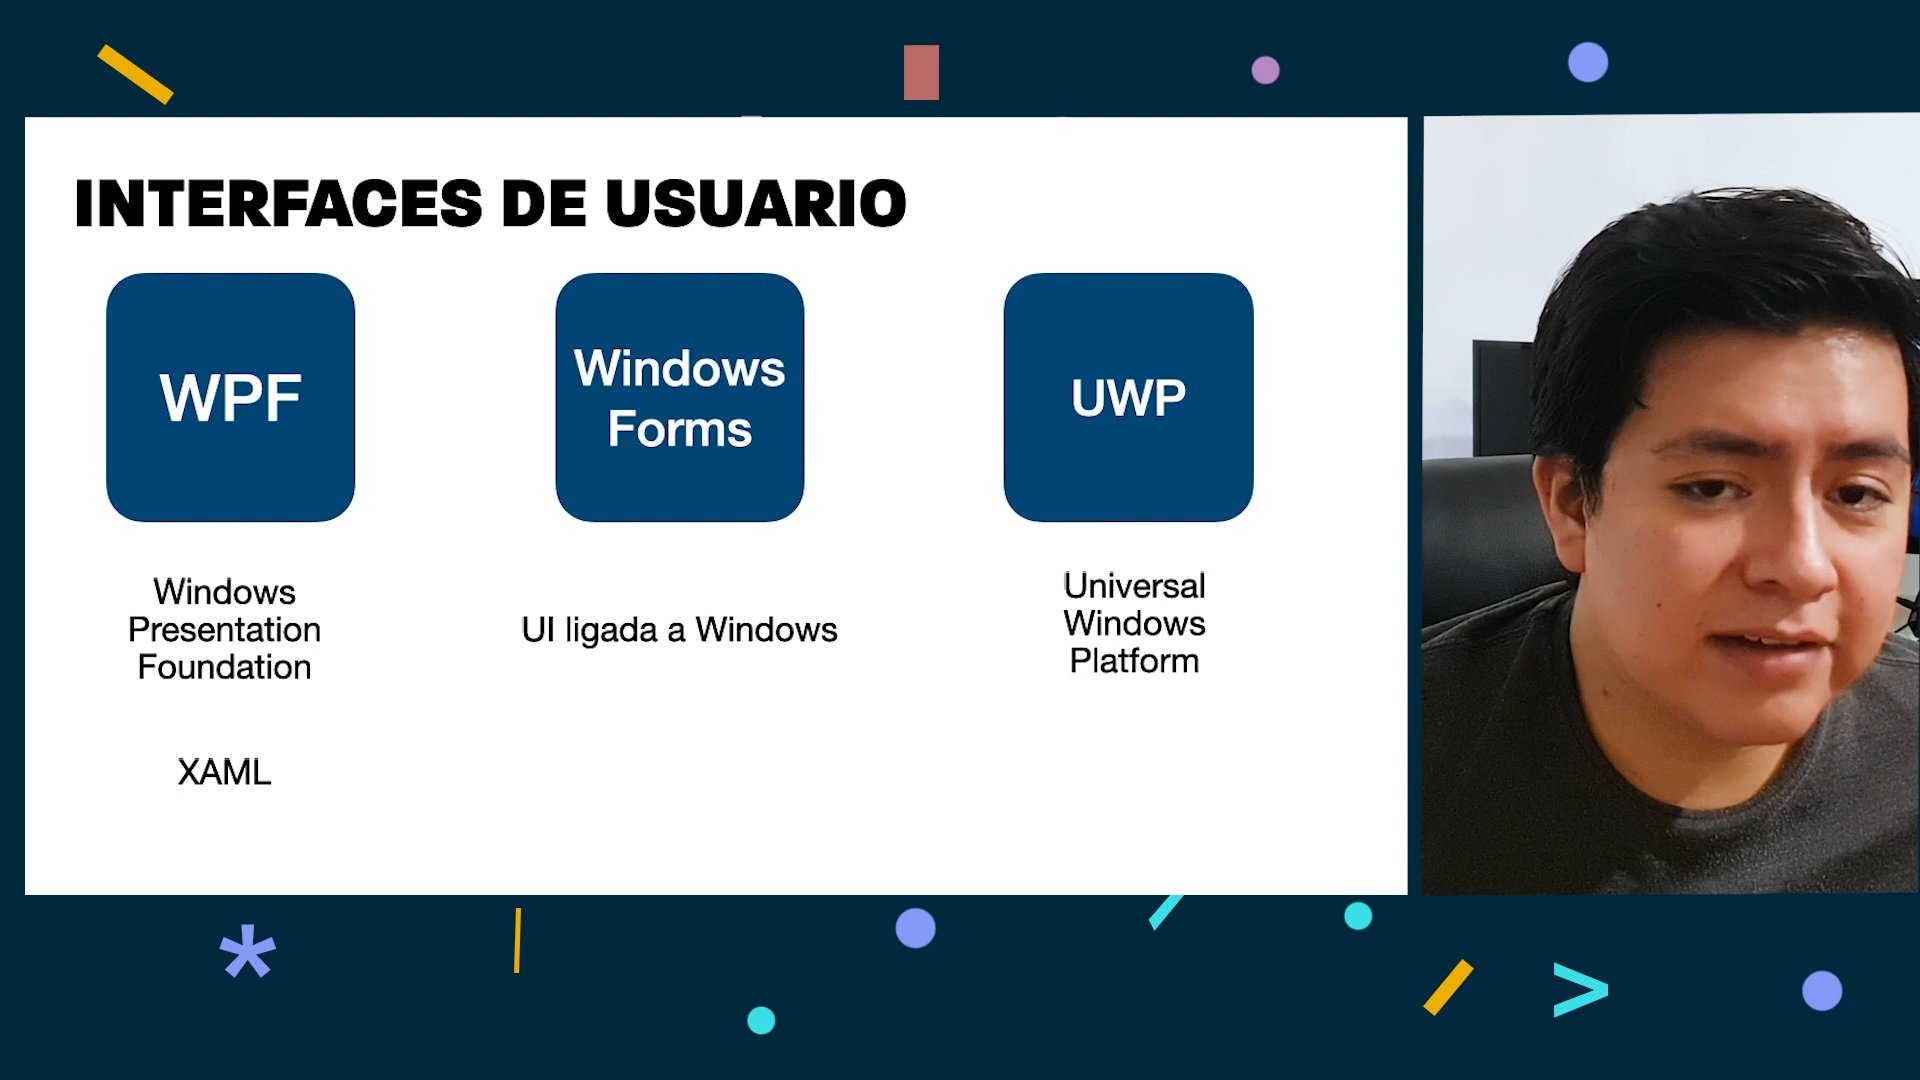 INTERFACES DE USUARIO
WPF
Windows
Presentation
Foundation
XAML
Windows
Forms
UI ligada a Windows
UWP
Universal
Windows
Platform